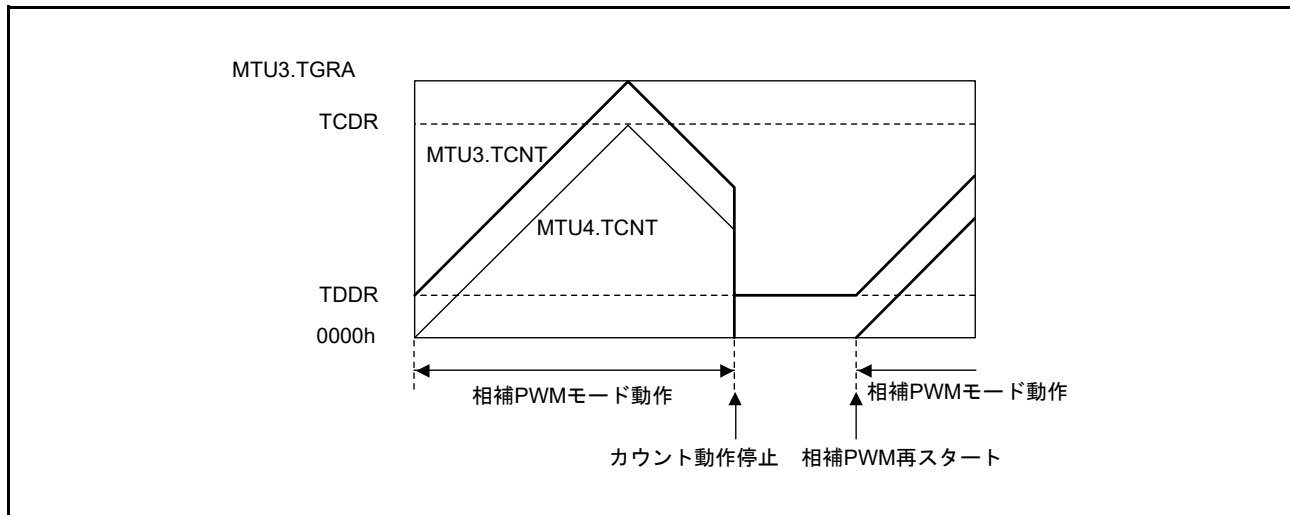 MTU3.TGRA
TCDR
MTU3.TCNT
MTU4.TCNT
TDDR
0000h
相補PWMモード動作
相補PWMモード動作
カウント動作停止
相補PWM再スタート